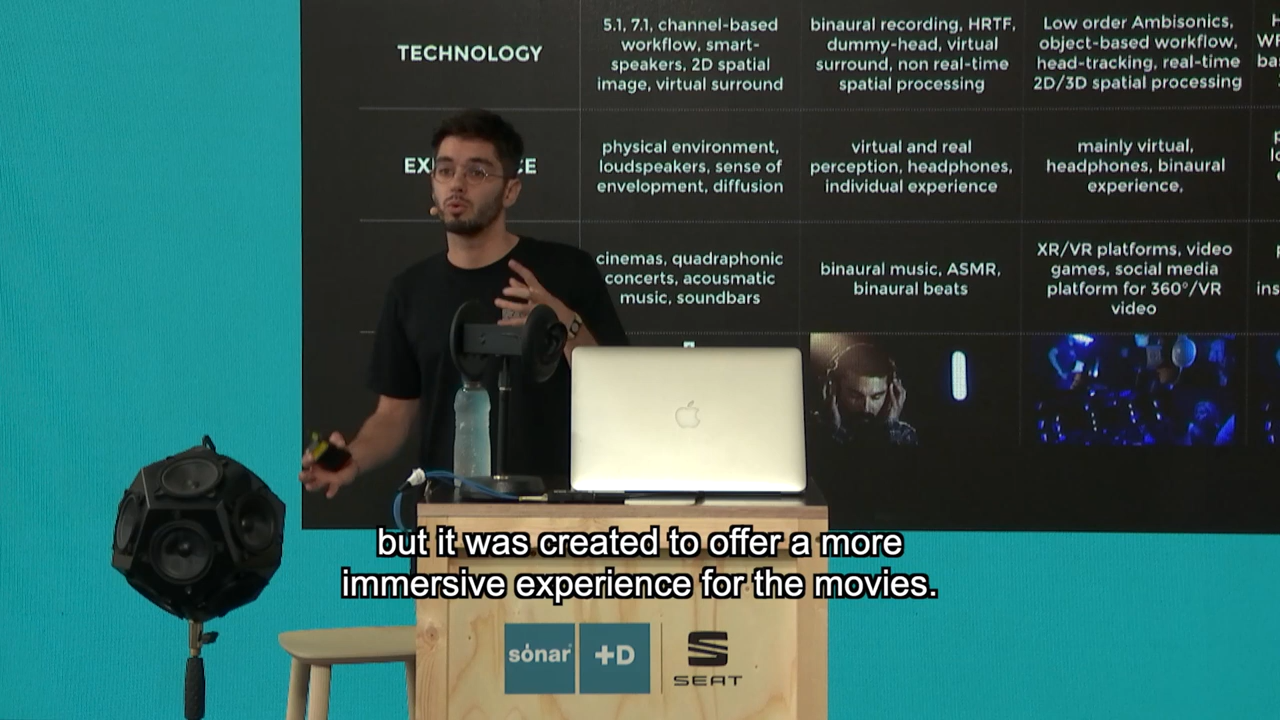 TECHNOLOGY
5.1, 7.1, channel-based
workflow, smart-
speakers, 2D spatial
image, virtual surround
binaural recording, HRTF,
dummy-head, virtual
surround, non real-time
spatial processing
Low order Ambisonics,
object-based workflow,
head-tracking, real-time
2D/3D spatial processing
physical environment,
loudspeakers, sense of
envelopment, diffusion
virtual and real
perception, headphones,
individual experience
mainly virtual,
headphones, binaural
experience,
cinemas, quadraphonic
concerts, acousmatic
music, soundbars
binaural music, ASMR,
binaural beats
XR/VR platforms, video
games, social media
platform for 360°/VR
video
but it was created to offer a more
immersive experience for the movies.
sónar
+D
SEAT